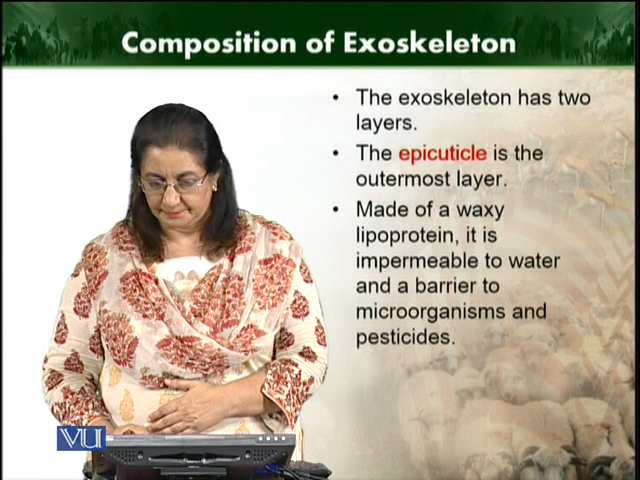 Composition of Exoskeleton
• The exoskeleton has two
layers.
• The epicuticle is the
outermost layer.
• Made of a waxy
lipoprotein, it is
impermeable to water
and a barrier to
microorganisms and
pesticides.
VU